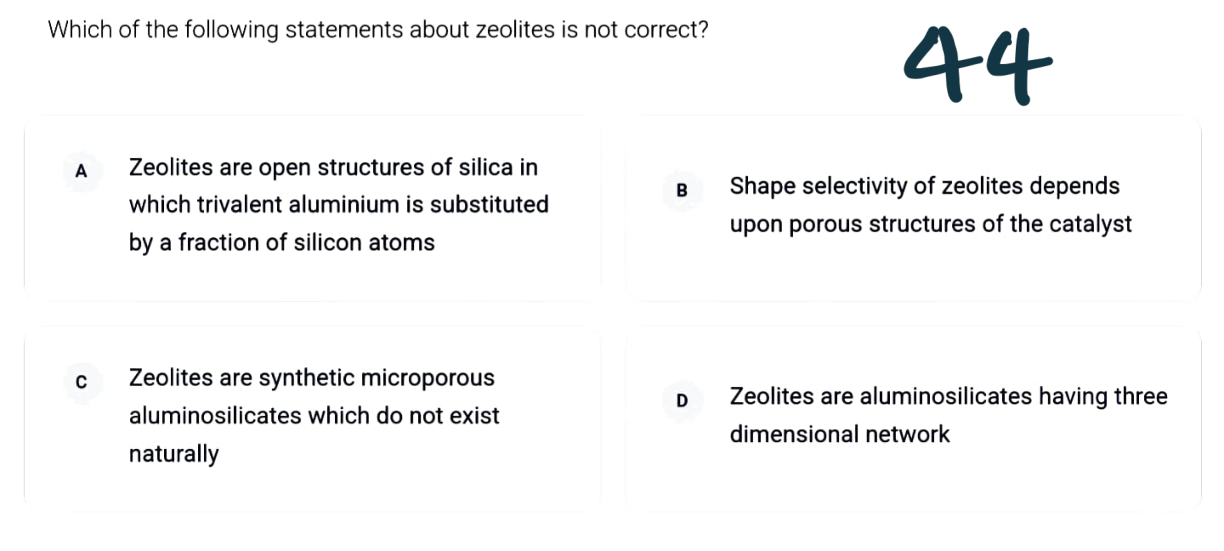 Which of the following statements about zeolites is not correct?
44
A
Zeolites are open structures of silica in
which trivalent aluminium is substituted
by a fraction of silicon atoms
B
Shape selectivity of zeolites depends
upon porous structures of the catalyst
C
Zeolites are synthetic microporous
aluminosilicates which do not exist
naturally
D
Zeolites are aluminosilicates having three
dimensional network